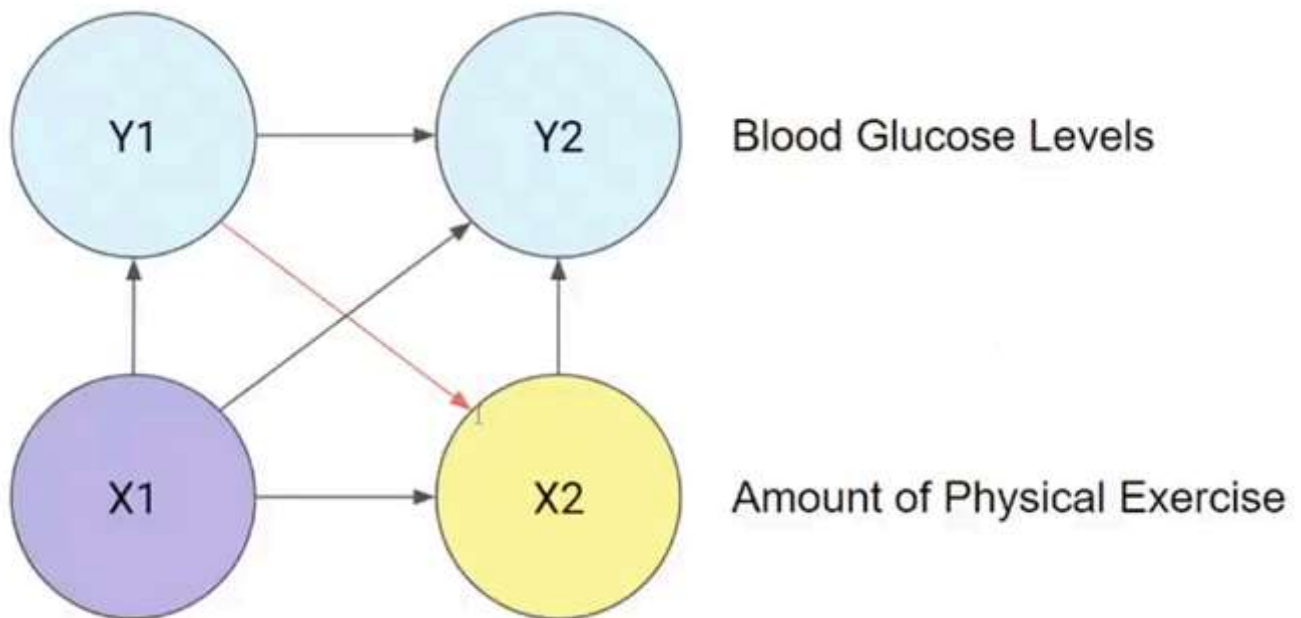 Y1 Y2 Blood Glucose Levels
X1 X2 Amount of Physical Exercise